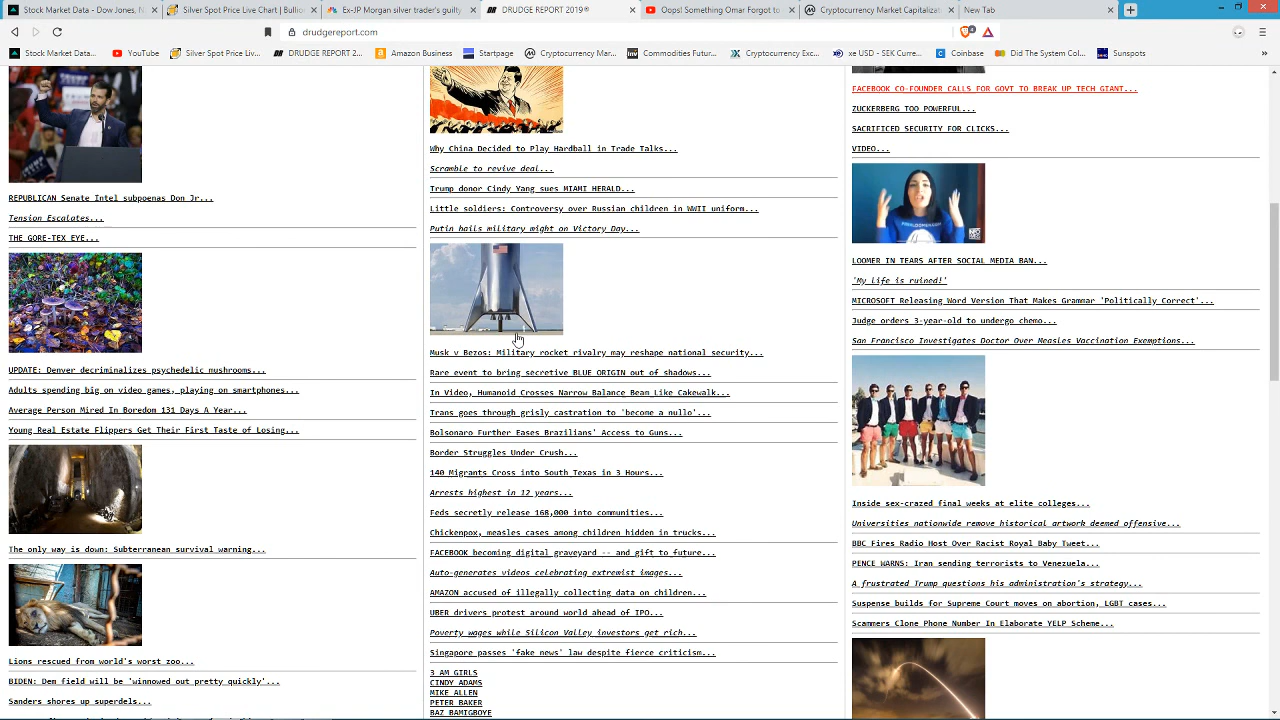 Stock Market Data - Dow Jones, N
Silver Spot Price Live Chart | Bullion
Ex-JP Morgan silver trader's guilty
DRUDGE REPORT 2019®
Oops! Something Omar Forgot to
Cryptocurrency Market Capitalizat
New Tab
drudgereport.com
Stock Market Data...
YouTube
Silver Spot Price Liv...
DRUDGE REPORT 2...
Amazon Business
Startpage
Cryptocurrency Mar...
Commodities Futur...
Cryptocurrency Exc...
xe USD - SEK Curre...
Coinbase
Did The System Col...
Sunspots
REPUBLICAN Senate Intel subpoenas Don Jr...
Tension Escalates...
THE GORE-TEX EYE...
UPDATE: Denver decriminalizes psychedelic mushrooms...
Adults spending big on video games, playing on smartphones...
Average Person Mired In Boredom 131 Days A Year...
Young Real Estate Flippers Get Their First Taste of Losing...
The only way is down: Subterranean survival warning...
Lions rescued from world's worst zoo...
BIDEN: Dem field will be 'winnowed out pretty quickly'...
Sanders shores up superdels...
Why China Decided to Play Hardball in Trade Talks...
Scramble to revive deal...
Trump donor Cindy Yang sues MIAMI HERALD...
Little soldiers: Controversy over Russian children in WWII uniform...
Putin hails military might on Victory Day...
Musk v Bezos: Military rocket rivalry may reshape national security...
Rare event to bring secretive BLUE ORIGIN out of shadows...
In Video, Humanoid Crosses Narrow Balance Beam Like Cakewalk...
Trans goes through grisly castration to 'become a nullo'...
Bolsonaro Further Eases Brazilians' Access to Guns...
Border Struggles Under Crush...
140 Migrants Cross into South Texas in 3 Hours...
Arrests highest in 12 years...
Feds secretly release 168,000 into communities...
Chickenpox, measles cases among children hidden in trucks...
FACEBOOK becoming digital graveyard -- and gift to future...
Auto-generates videos celebrating extremist images...
AMAZON accused of illegally collecting data on children...
UBER drivers protest around world ahead of IPO...
Poverty wages while Silicon Valley investors get rich...
Singapore passes 'fake news' law despite fierce criticism...
3 AM GIRLS
CINDY ADAMS
MIKE ALLEN
PETER BAKER
BAZ BAMIGBOYE
FACEBOOK CO-FOUNDER CALLS FOR GOVT TO BREAK UP TECH GIANT...
ZUCKERBERG TOO POWERFUL...
SACRIFICED SECURITY FOR CLICKS...
VIDEO...
LOOMER IN TEARS AFTER SOCIAL MEDIA BAN...
'My life is ruined!'
MICROSOFT Releasing Word Version That Makes Grammar 'Politically Correct'...
Judge orders 3-year-old to undergo chemo...
San Francisco Investigates Doctor Over Measles Vaccination Exemptions...
Inside sex-crazed final weeks at elite colleges...
Universities nationwide remove historical artwork deemed offensive...
BBC Fires Radio Host Over Racist Royal Baby Tweet...
PENCE WARNS: Iran sending terrorists to Venezuela...
A frustrated Trump questions his administration's strategy...
Suspense builds for Supreme Court moves on abortion, LGBT cases...
Scammers Clone Phone Number In Elaborate YELP Scheme...